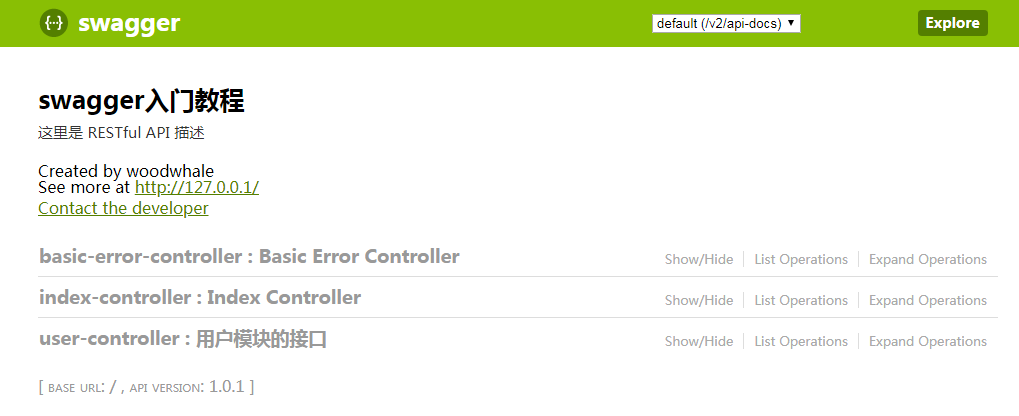 swagger default (/v2/api-docs) Explore
swagger入门教程
这里是 RESTful API 描述
Created by woodwhale
See more at http://127.0.0.1/
Contact the developer
basic-error-controller : Basic Error Controller Show/Hide List Operations Expand Operations
index-controller : Index Controller Show/Hide List Operations Expand Operations
user-controller : 用户模块的接口 Show/Hide List Operations Expand Operations
[ BASE URL: / , API VERSION: 1.0.1 ]